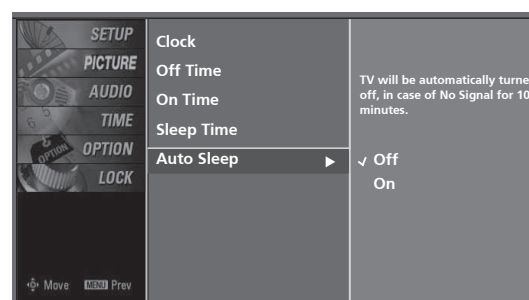 SETUP
PICTURE
AUDIO
TIME
OPTION
LOCK
Move MENU Prev
Clock
Off Time
On Time
Sleep Time
Auto Sleep
TV will be automatically turne
off, in case of No Signal for 10
minutes.
Off
On